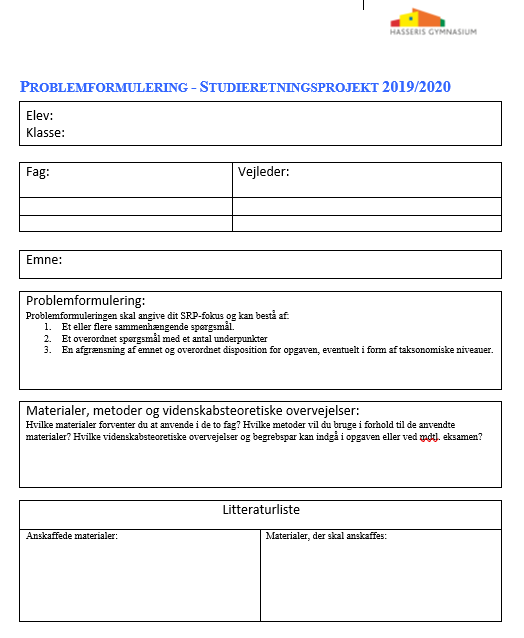 HASSERIS GYMNASIUM
PROBLEMFORMULERING - STUDIERETNINGSPROJEKT 2019/2020
Elev:
Klasse:
Fag:
Vejleder:
Emne:
Problemformulering:
Problemformuleringen skal angive dit SRP-fokus og kan bestå af:
1. Et eller flere sammenhængende spørgsmål.
2. Et overordnet spørgsmål med et antal underpunkter
3. En afgrænsning af emnet og overordnet disposition for opgaven, eventuelt i form af taksonomiske niveauer.
Materialer, metoder og videnskabsteoretiske overvejelser:
Hvilke materialer forventer du at anvende i de to fag? Hvilke metoder vil du bruge i forhold til de anvendte
materialer? Hvilke videnskabsteoretiske overvejelser og begrebspar kan indgå i opgaven eller ved mdtl. eksamen?
Litteraturliste
Anskaffede materialer:
Materialer, der skal anskaffes: